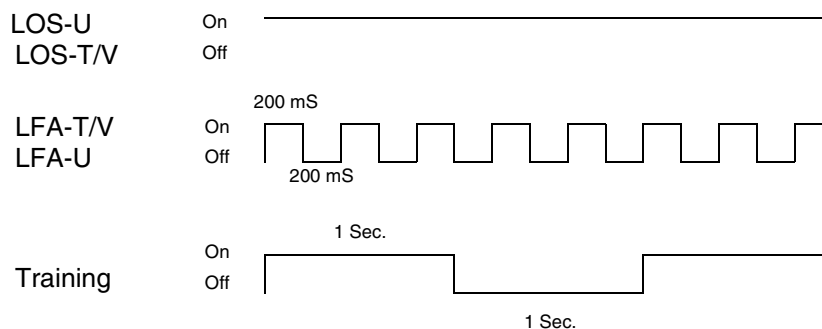 LOS-U On
LOS-T/V Off
200 mS
LFA-T/V On
LFA-U Off
200 mS
1 Sec.
On
Training Off
1 Sec.